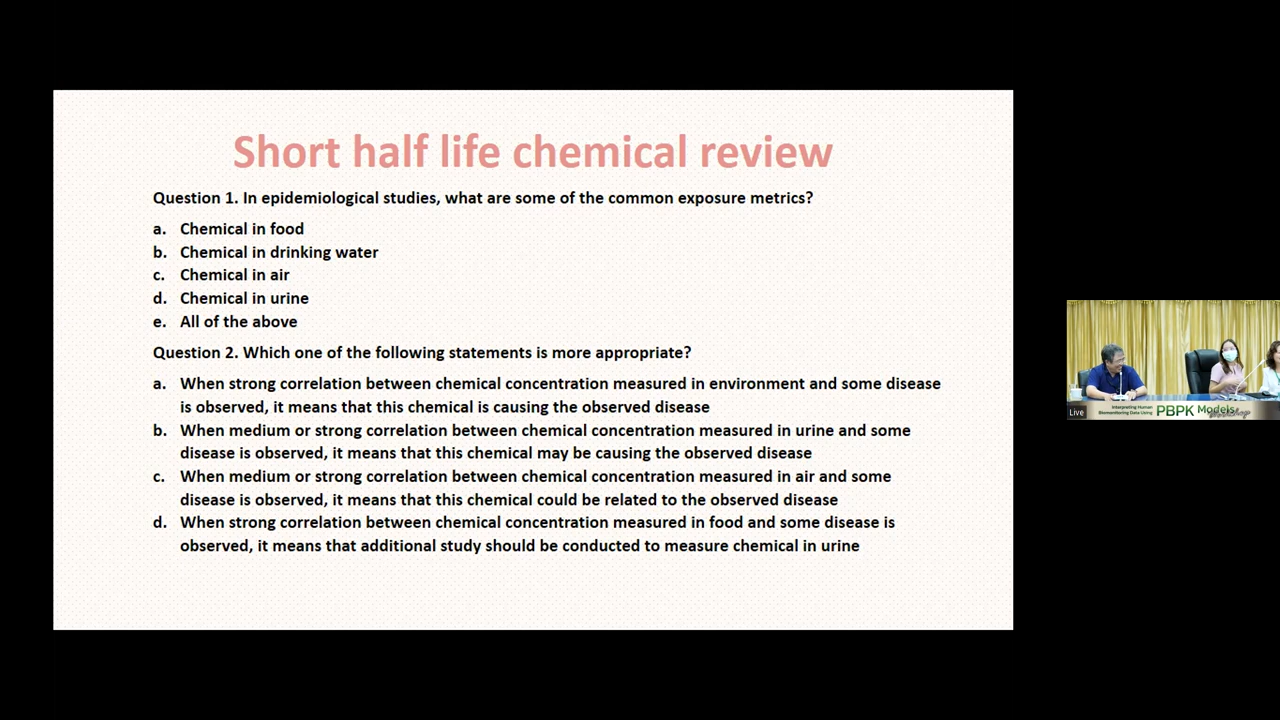 Short half life chemical review
Question 1. In epidemiological studies, what are some of the common exposure metrics?
a. Chemical in food
b. Chemical in drinking water
c. Chemical in air
d. Chemical in urine
e. All of the above
Question 2. Which one of the following statements is more appropriate?
a. When strong correlation between chemical concentration measured in environment and some disease
is observed, it means that this chemical is causing the observed disease
b. When medium or strong correlation between chemical concentration measured in urine and some
disease is observed, it means that this chemical may be causing the observed disease
c. When medium or strong correlation between chemical concentration measured in air and some
disease is observed, it means that this chemical could be related to the observed disease
d. When strong correlation between chemical concentration measured in food and some disease is
observed, it means that additional study should be conducted to measure chemical in urine
Live
Interpreting Human
Biomonitoring Data Using
PBPK Models